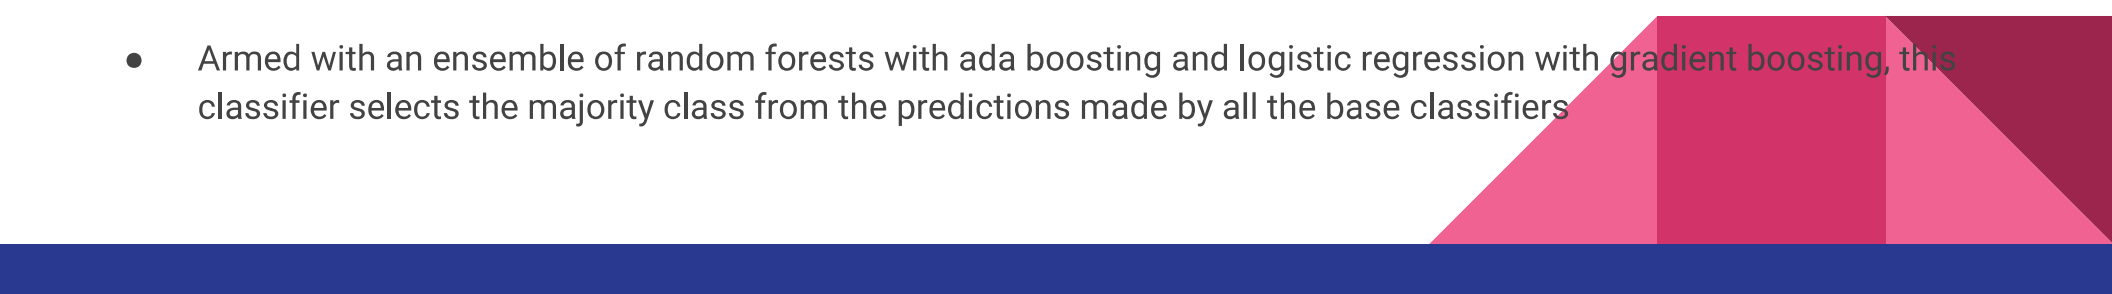 ● Armed with an ensemble of random forests with ada boosting and logistic regression with gradient boosting, this
classifier selects the majority class from the predictions made by all the base classifiers